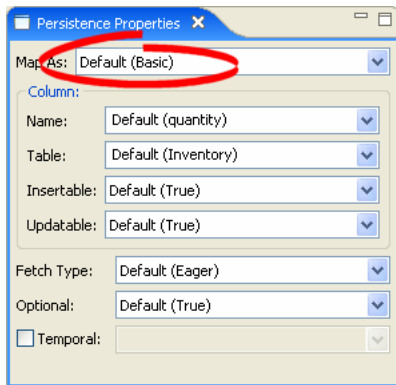 Persistence Properties
Map As: Default (Basic)
Column:
Name: Default (quantity)
Table: Default (Inventory)
Insertable: Default (True)
Updatable: Default (True)
Fetch Type: Default (Eager)
Optional: Default (True)
Temporal: